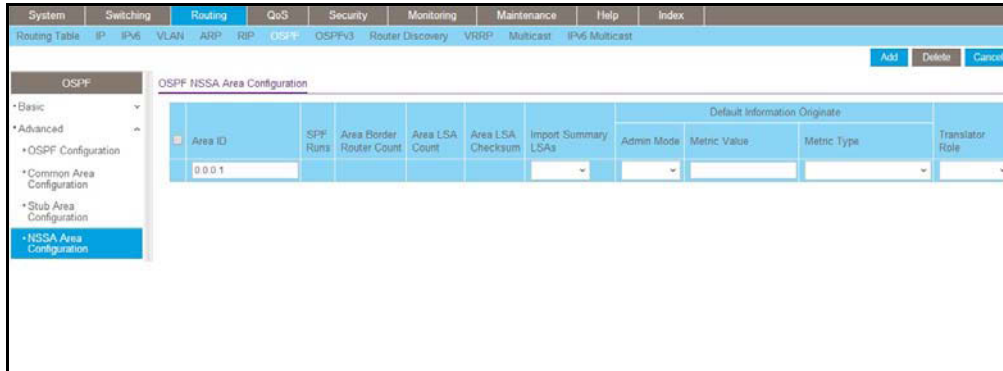 System Switching Routing QoS Security Monitoring Maintenance Help Index
Routing Table IP IPv6 VLAN ARP RIP OSPF OSPFv3 Router Discovery VRRP Multicast IPv6 Multicast
Add Delete Cancel
OSPF
OSPF NSSA Area Configuration
Basic
Advanced
OSPF Configuration
Common Area
Configuration
Stub Area
Configuration
NSSA Area
Configuration
Default Information Originate
Area ID
SPF
Runs
Area Border
Router Count
Area LSA
Count
Area LSA
Checksum
Import Summary
LSAs
Admin Mode
Metric Value
Metric Type
Translator
Role
0.0.0.1